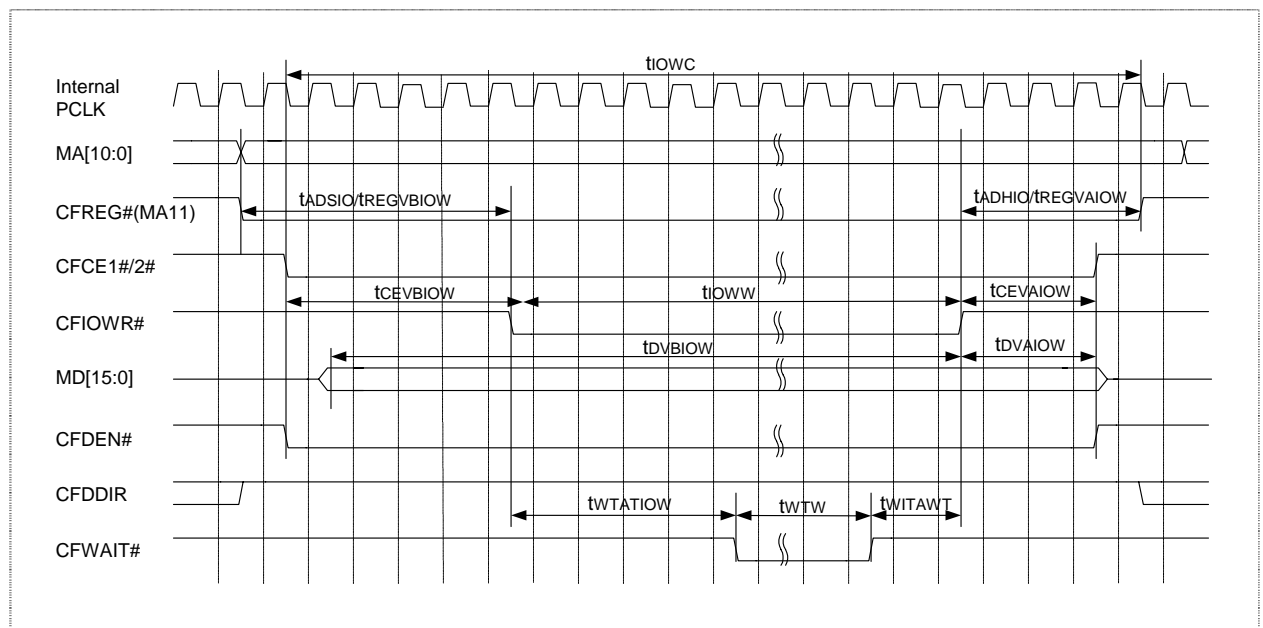 tIOWC
Internal
PCLK
MA[10:0]
tADSIO/tREGVBIOW
tADHIO/tREGVAIOW
CFREG#(MA11)
CFCE1#/2#
tCEVBIOW
tIOWW
tCEVAIOW
CFIOWR#
tDVBIOW
tDVAIOW
MD[15:0]
CFDEN#
CFDDIR
tWTATIOW
tWTW
tWITAWT
CFWAIT#